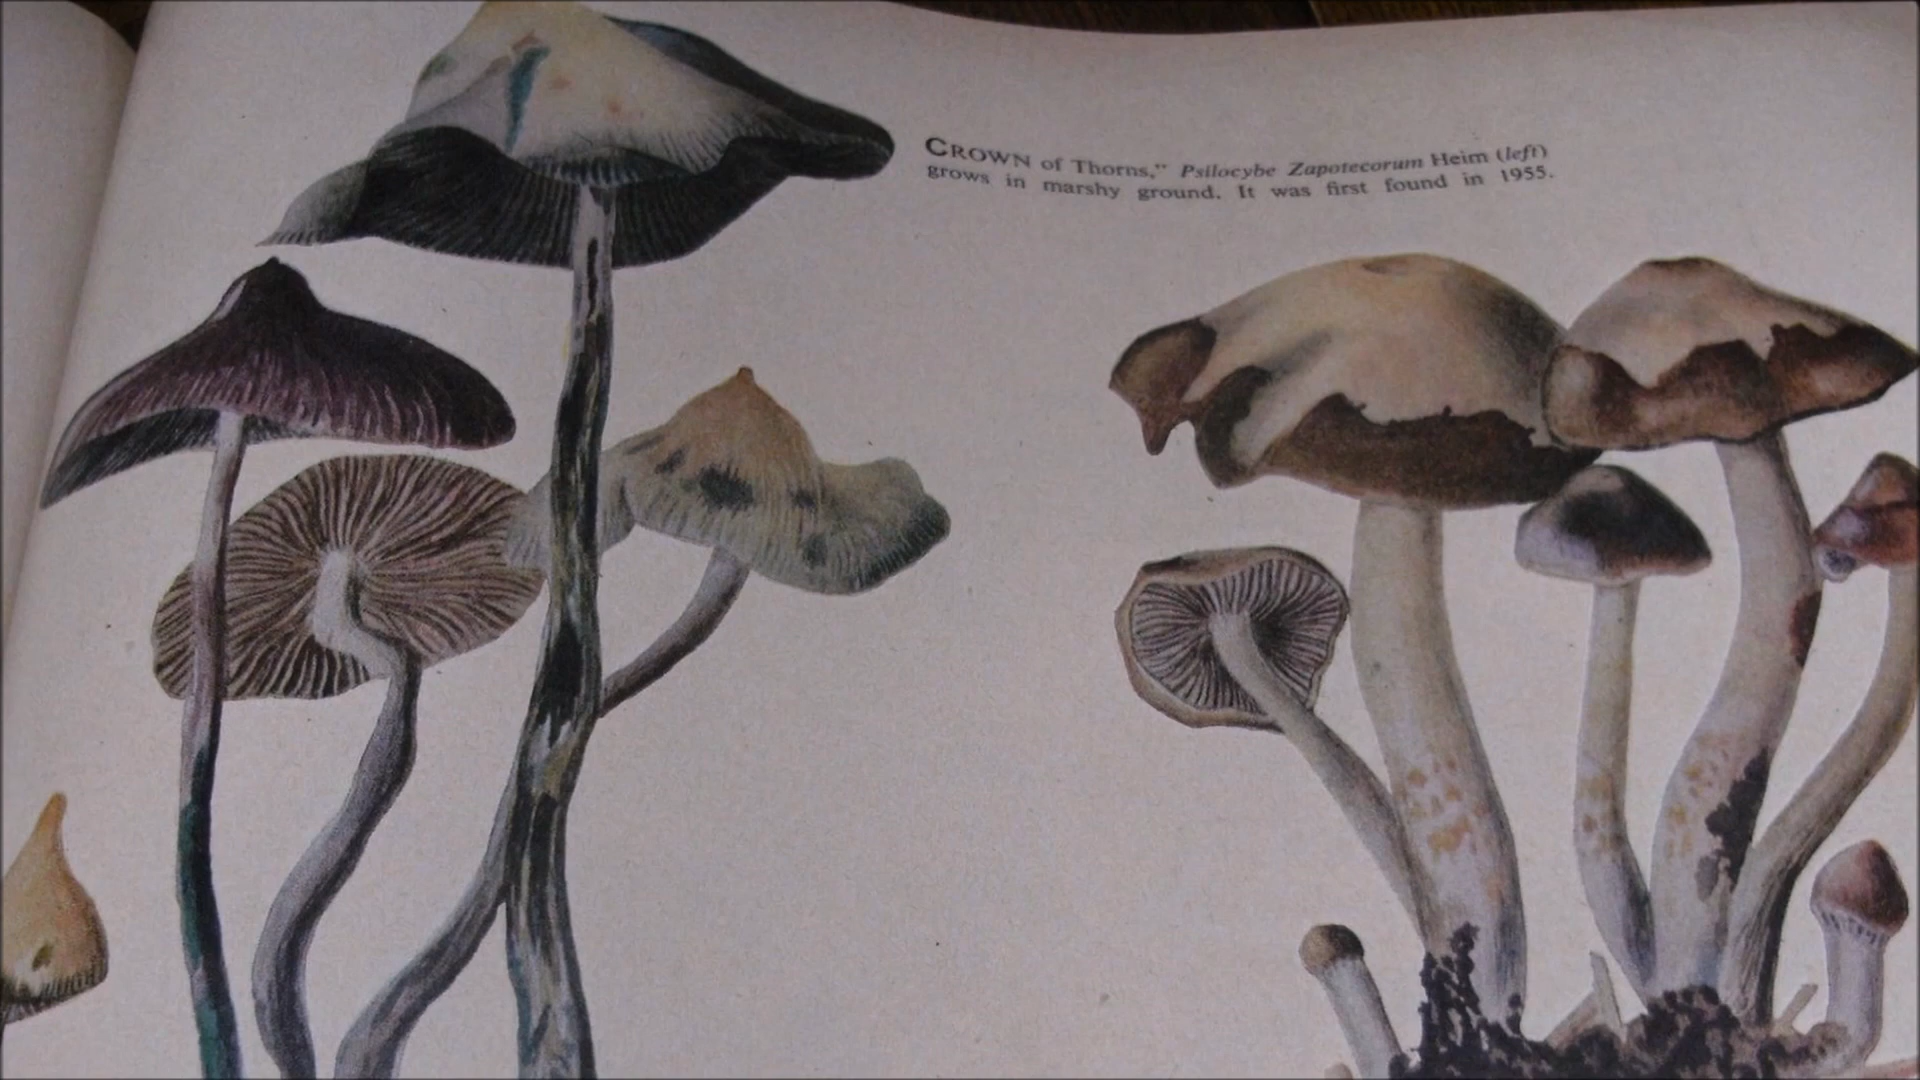 CROWN of Thorns," Psilocybe Zapotecorum Heim (left)
grows in marshy ground. It was first found in 1955.